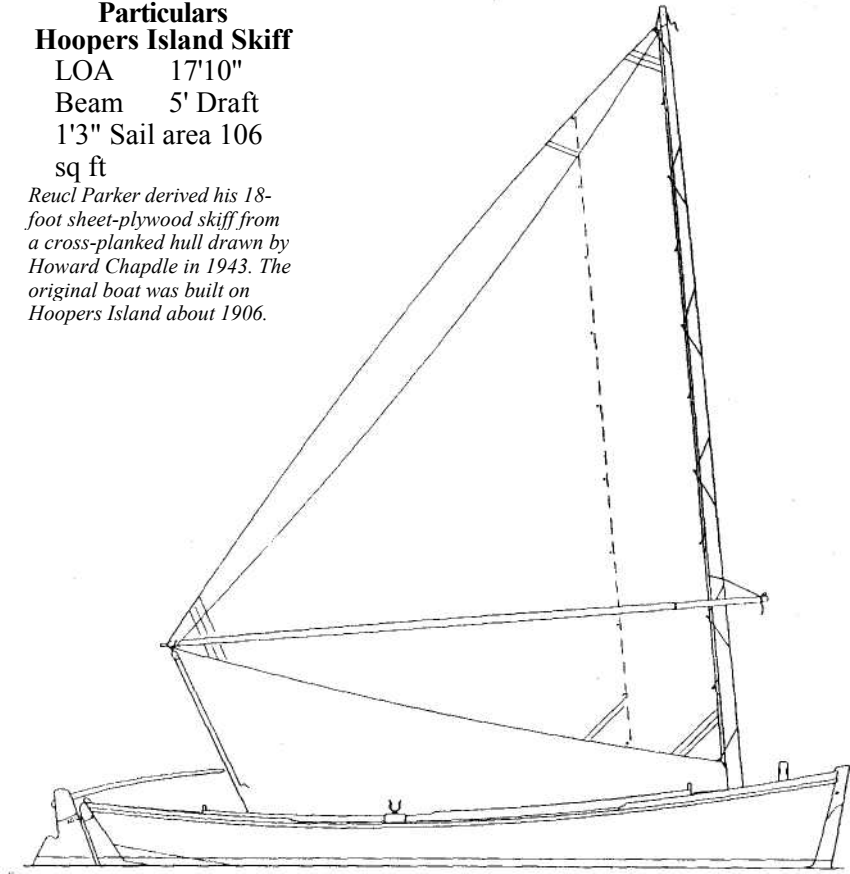 Particulars
Hoopers Island Skiff
LOA 17'10"
Beam 5' Draft
1'3" Sail area 106
sq ft
Reucl Parker derived his 18-
foot sheet-plywood skiff from
a cross-planked hull drawn by
Howard Chapdle in 1943. The
original boat was built on
Hoopers Island about 1906.